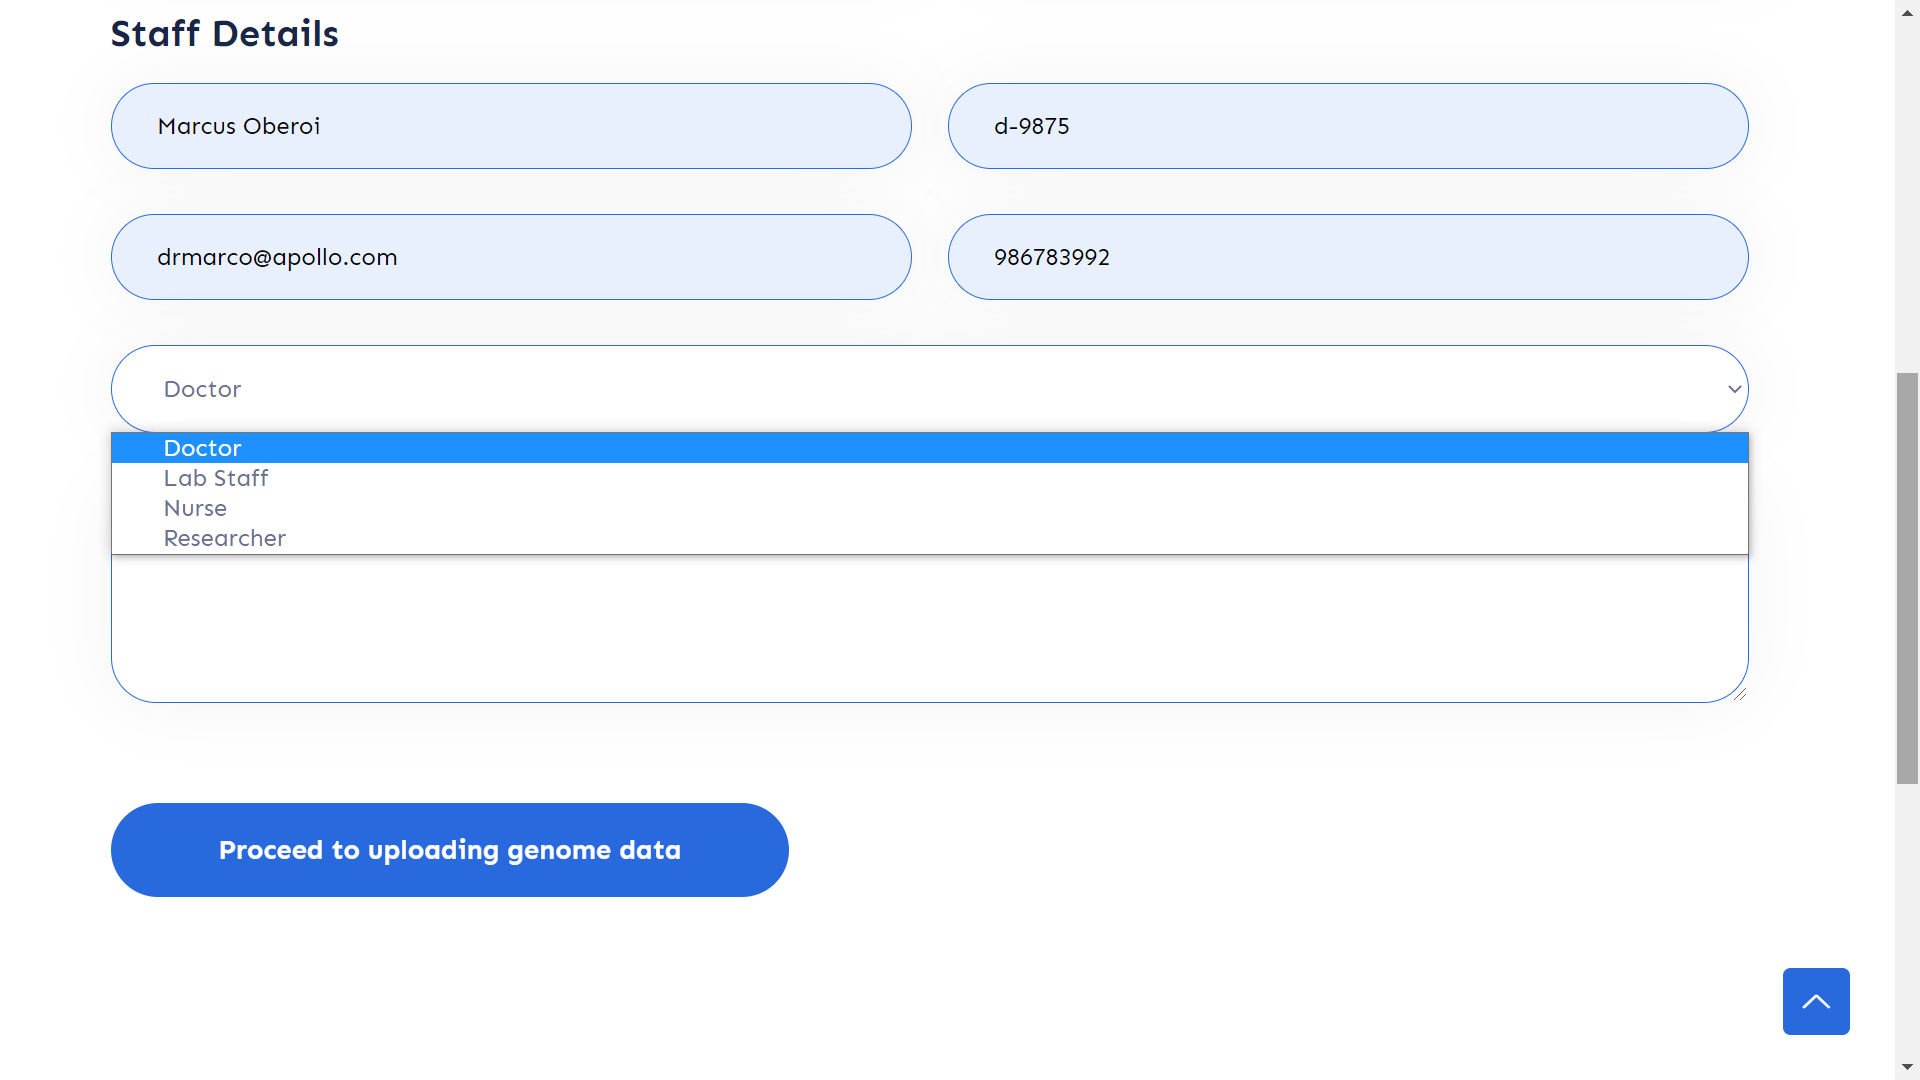 Staff Details
Marcus Oberoi
d-9875
drmarco@apollo.com
986783992
Doctor
Doctor
Lab Staff
Nurse
Researcher
Proceed to uploading genome data